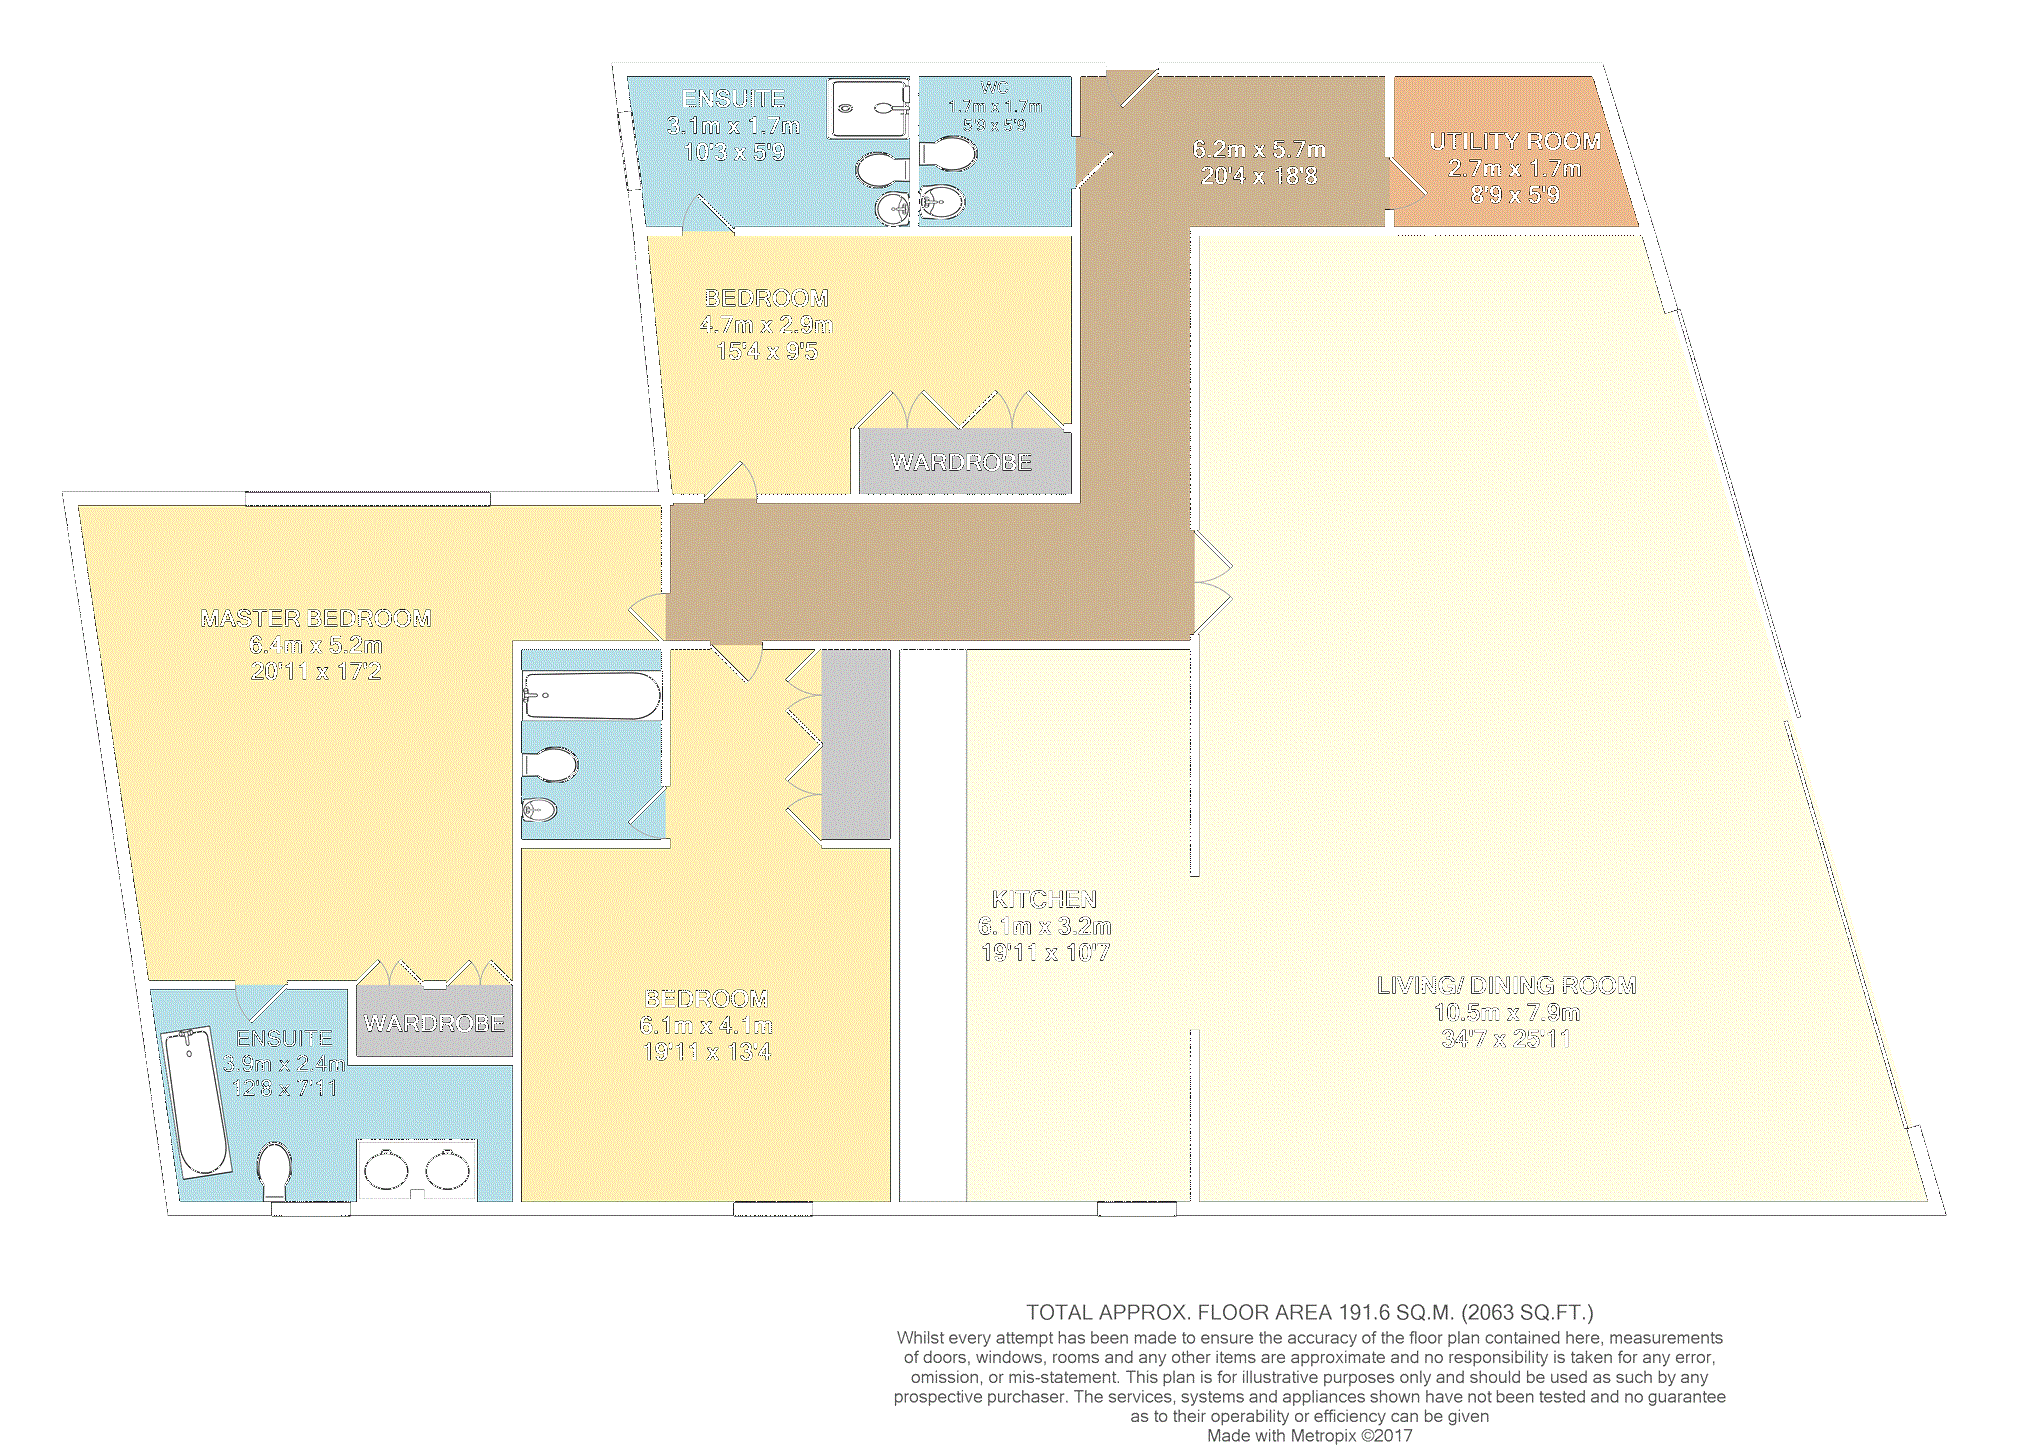 ENSUITE
3.1m x 1.7m
10'3 x 5'9
WC
1.7m x 1.7m
5'9 x 5'9
6.2m x 5.7m
20'4 x 18'8
UTILITY ROOM
2.7m x 1.7m
8'9 x 5'9
BEDROOM
4.7m x 2.9m
15'4 x 9'5
WARDROBE
MASTER BEDROOM
6.4m x 5.2m
20'11 x 17'2
KITCHEN
6.1m x 3.2m
19'11 x 10'7
LIVING/ DINING ROOM
10.5m x 7.9m
34'7 x 25'11
BEDROOM
6.1m x 4.1m
19'11 x 13'4
WARDROBE
ENSUITE
3.9m x 2.4m
12'8 x 7'11
TOTAL APPROX. FLOOR AREA 191.6 SQ.M. (2063 SQ.FT.)
Whilst every attempt has been made to ensure the accuracy of the floor plan contained here, measurements
of doors, windows, rooms and any other items are approximate and no responsibility is taken for any error,
omission, or mis-statement. This plan is for illustrative purposes only and should be used as such by any
prospective purchaser. The services, systems and appliances shown have not been tested and no guarantee
as to their operability or efficiency can be given
Made with Metropix ©2017